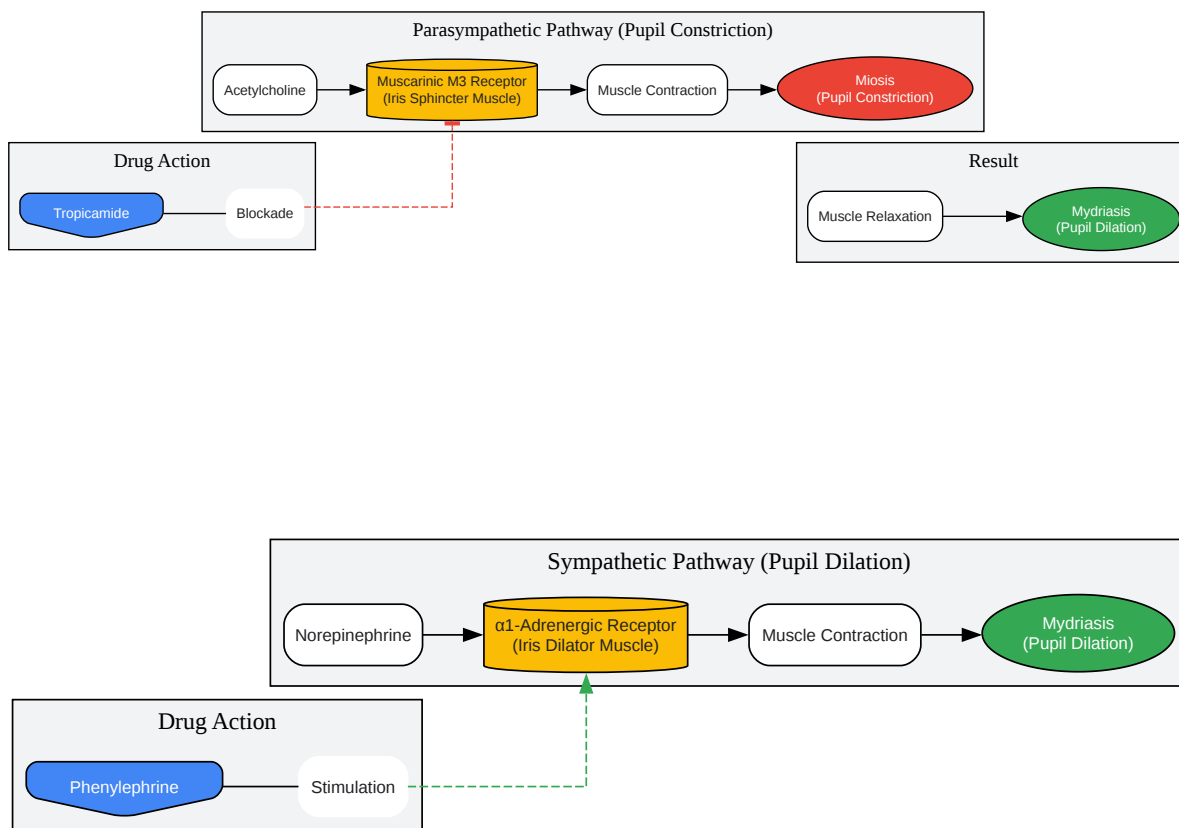 Parasympathetic Pathway (Pupil Constriction)
Acetylcholine
Muscarinic M3 Receptor
(Iris Sphincter Muscle)
Muscle Contraction
Miosis
(Pupil Constriction)
Drug Action
Tropicamide
Blockade
Result
Muscle Relaxation
Mydriasis
(Pupil Dilation)
Sympathetic Pathway (Pupil Dilation)
Norepinephrine
α1-Adrenergic Receptor
(Iris Dilator Muscle)
Muscle Contraction
Mydriasis
(Pupil Dilation)
Drug Action
Phenylephrine
Stimulation